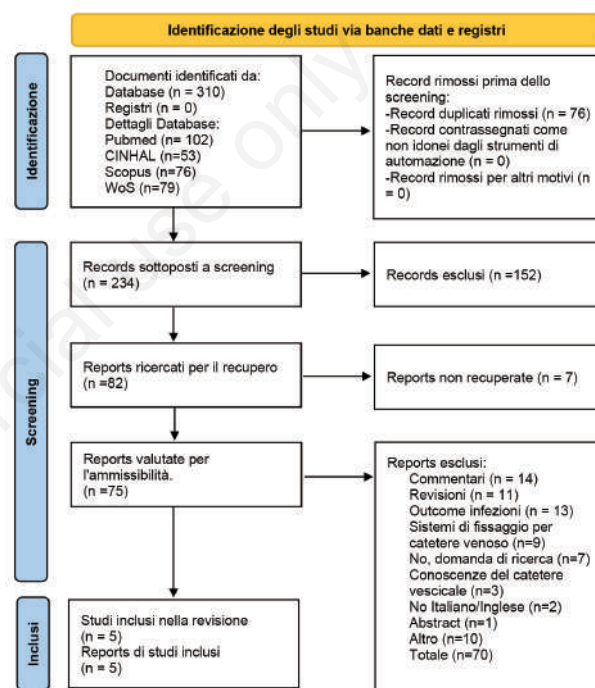 Identificazione degli studi via banche dati e registri
Identificazione
Documenti identificati da:
Database (n = 310)
Registri (n = 0)
Dettagli Database:
Pubmed (n= 102)
CINHAL (n=53)
Scopus (n=76)
WoS (n=79)
Record rimossi prima dello
screening:
-Record duplicati rimossi (n = 76)
-Record contrassegnati come
non idonei dagli strumenti di
automazione (n = 0)
-Record rimossi per altri motivi (n
= 0)
Screening
Records sottoposti a screening
(n = 234)
Records esclusi (n =152)
Reports ricercati per il recupero
(n =82)
Reports non recuperate (n = 7)
Reports valutate per
l'ammissibilità.
(n =75)
Reports esclusi:
Commentari (n = 14)
Revisioni (n = 11)
Outcome infezioni (n = 13)
Sistemi di fissaggio per
catetere venoso (n=9)
No, domanda di ricerca (n=7)
Conoscenze del catetere
vescicale (n=3)
No Italiano/Inglese (n=2)
Abstract (n=1)
Altro (n=10)
Totale (n=70)
Inclusi
Studi inclusi nella revisione
(n = 5)
Reports di studi inclusi
(n = 5)
rcial use only